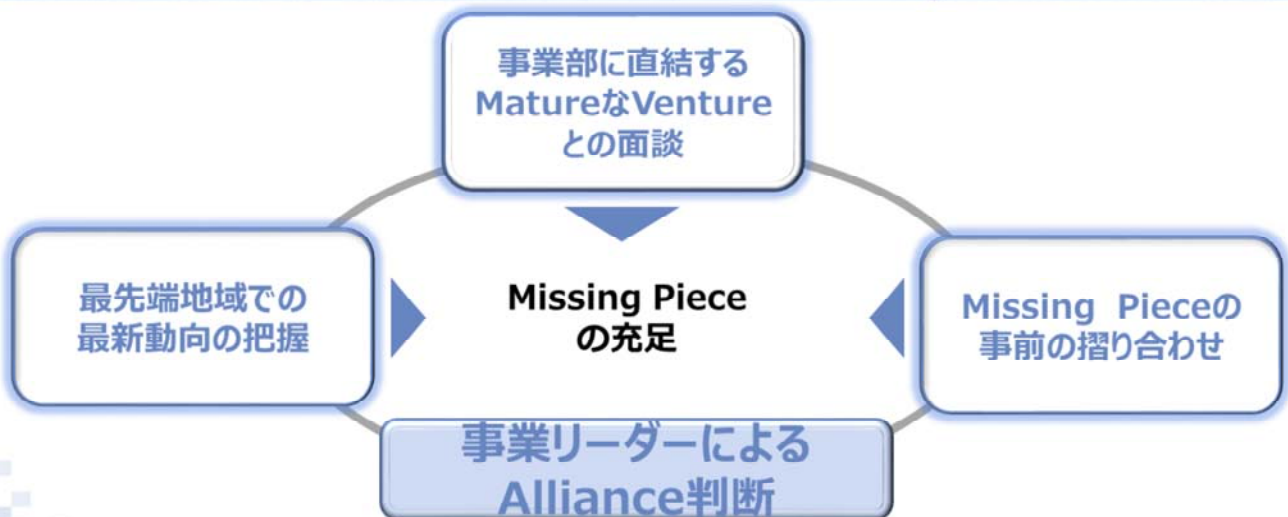 事業部に直結する
MatureなVenture
との面談
最先端地域での
最新動向の把握
Missing Piece
の充足
Missing Pieceの
事前の摺り合わせ
事業リーダーによる
Alliance判断